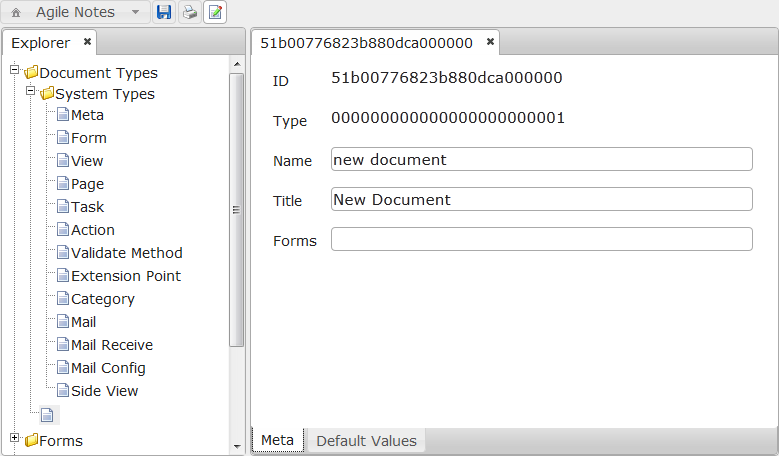 Agile Notes
Explorer
Document Types
System Types
Meta
Form
View
Page
Task
Action
Validate Method
Extension Point
Category
Mail
Mail Receive
Mail Config
Side View
Forms
51b00776823b880dca000000
ID 51b00776823b880dca000000
Type 000000000000000000000001
Name new document
Title New Document
Forms
Meta Default Values